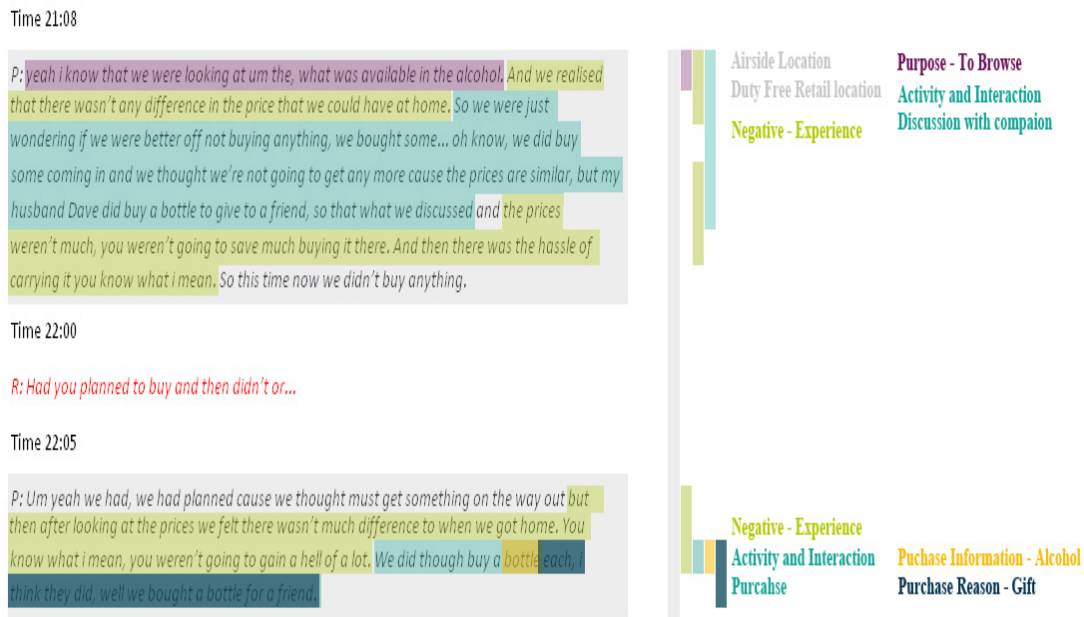 Time 21:08
P: yeah i know that we were looking at um the, what was available in the alcohol. And we realised
that there wasn't any difference in the price that we could have at home. So we were just
wondering if we were better off not buying anything, we bought some... oh know, we did buy
some coming in and we thought we're not going to get any more cause the prices are similar, but my
husband Dave did buy a bottle to give to a friend, so that what we discussed and the prices
weren't much, you weren't going to save much buying it there. And then there was the hassle of
carrying it you know what i mean. So this time now we didn't buy anything.
Airside Location
Duty Free Retail location
Negative - Experience
Purpose - To Browse
Activity and Interaction
Discussion with compaion
Time 22:00
R: Had you planned to buy and then didn't or...
Time 22:05
P: Um yeah we had, we had planned cause we thought must get something on the way out but
then after looking at the prices we felt there wasn't much difference to when we got home. You
know what i mean, you weren't going to gain a hell of a lot. We did though buy a bottle each, i
think they did, well we bought a bottle for a friend.
Negative - Experience
Activity and Interaction
Purcahse
Puchase Information - Alcohol
Purchase Reason - Gift